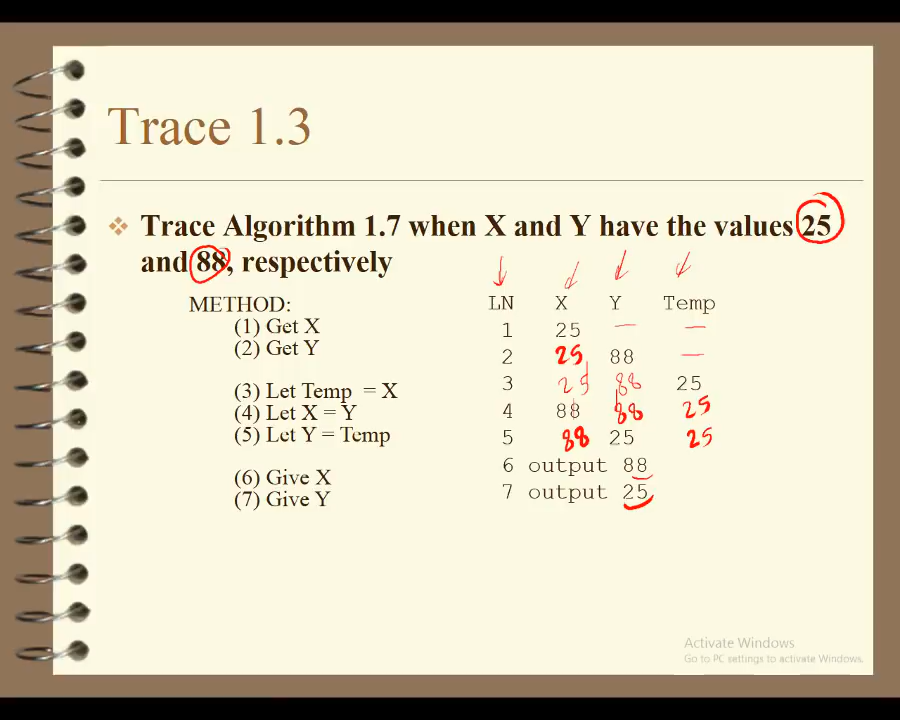 Trace 1.3
Trace Algorithm 1.7 when X and Y have the values 25
and 88, respectively
METHOD:
(1) Get X
(2) Get Y
(3) Let Temp = X
(4) Let X = Y
(5) Let Y = Temp
(6) Give X
(7) Give Y
LN X Y Temp
1 25 — —
2 25 88 —
3 25 88 25
4 88 88 25
5 88 25 25
6 output 88
7 output 25
Activate Windows
Go to PC settings to activate Windows.